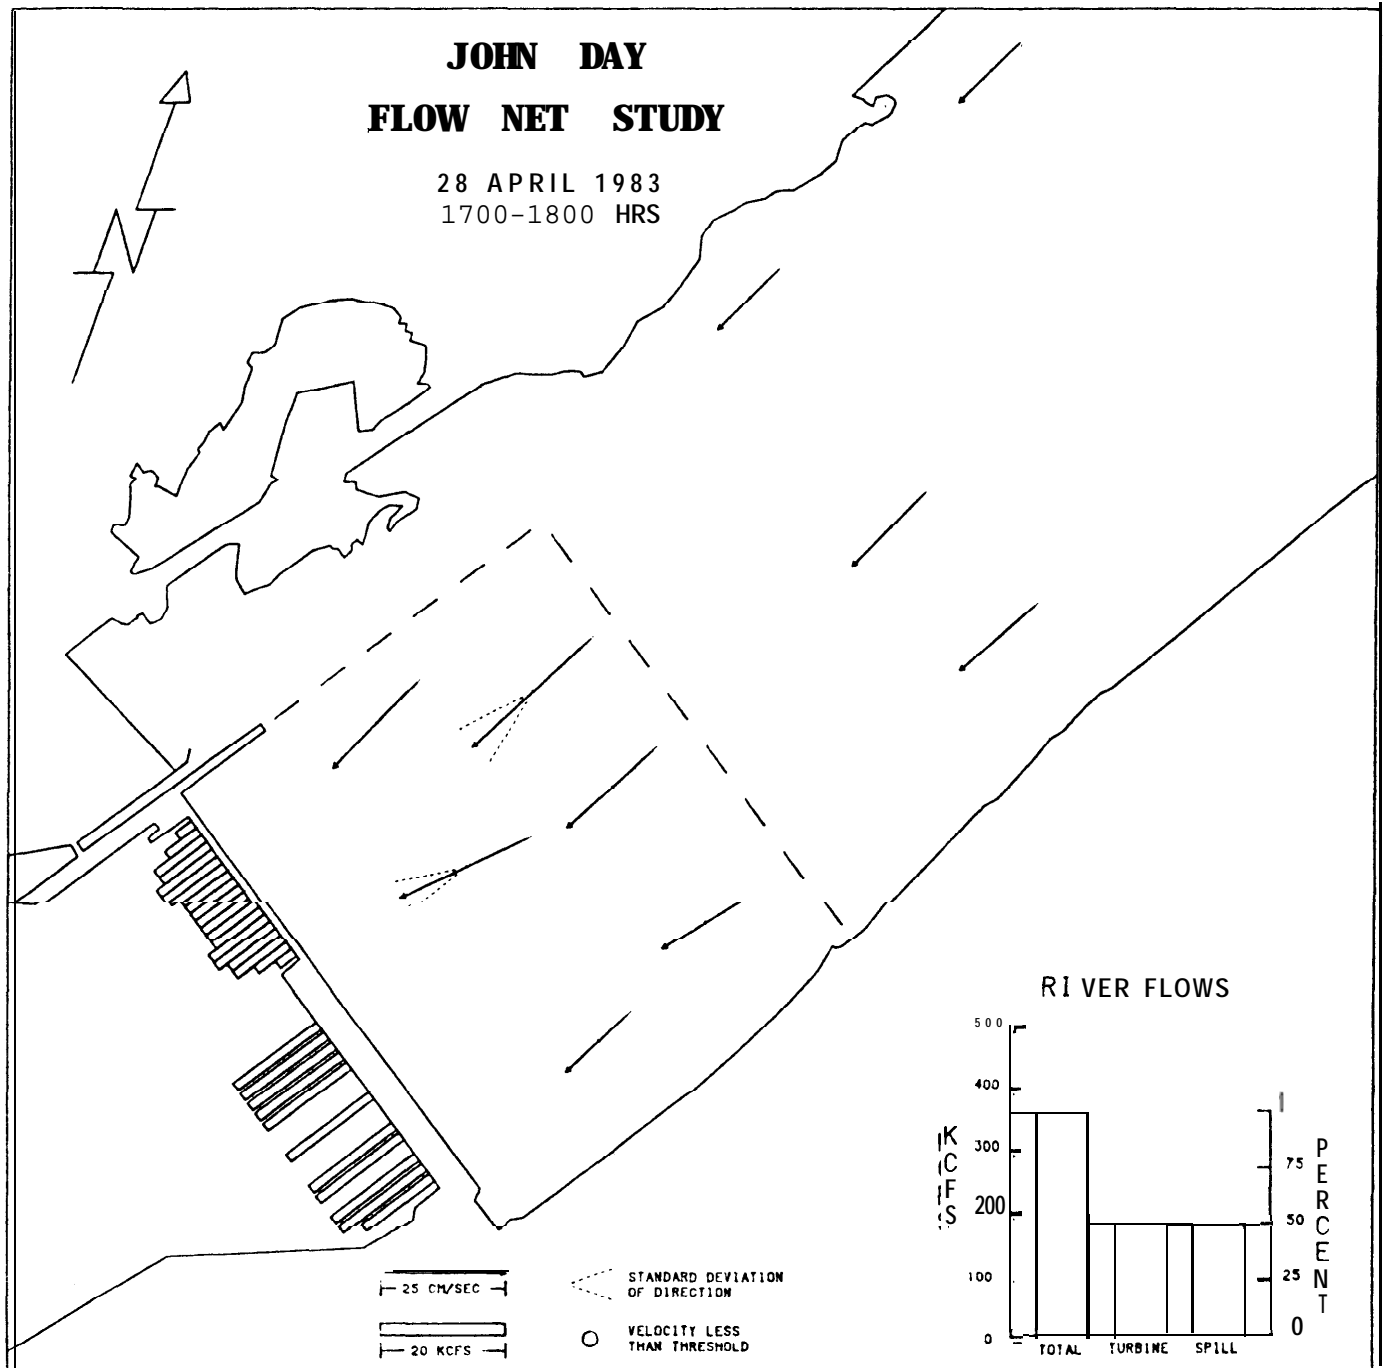 JOHN DAY
FLOW NET STUDY
28 APRIL 1983
1700-1800 HRS
N
RIVER FLOWS
500
400
300
200
100
0
KCFS
75
50
25
0
PERCENT
TOTAL TURBINE SPILL
25 CM/SEC
20 KCFS
STANDARD DEVIATION
OF DIRECTION
VELOCITY LESS
THAN THRESHOLD